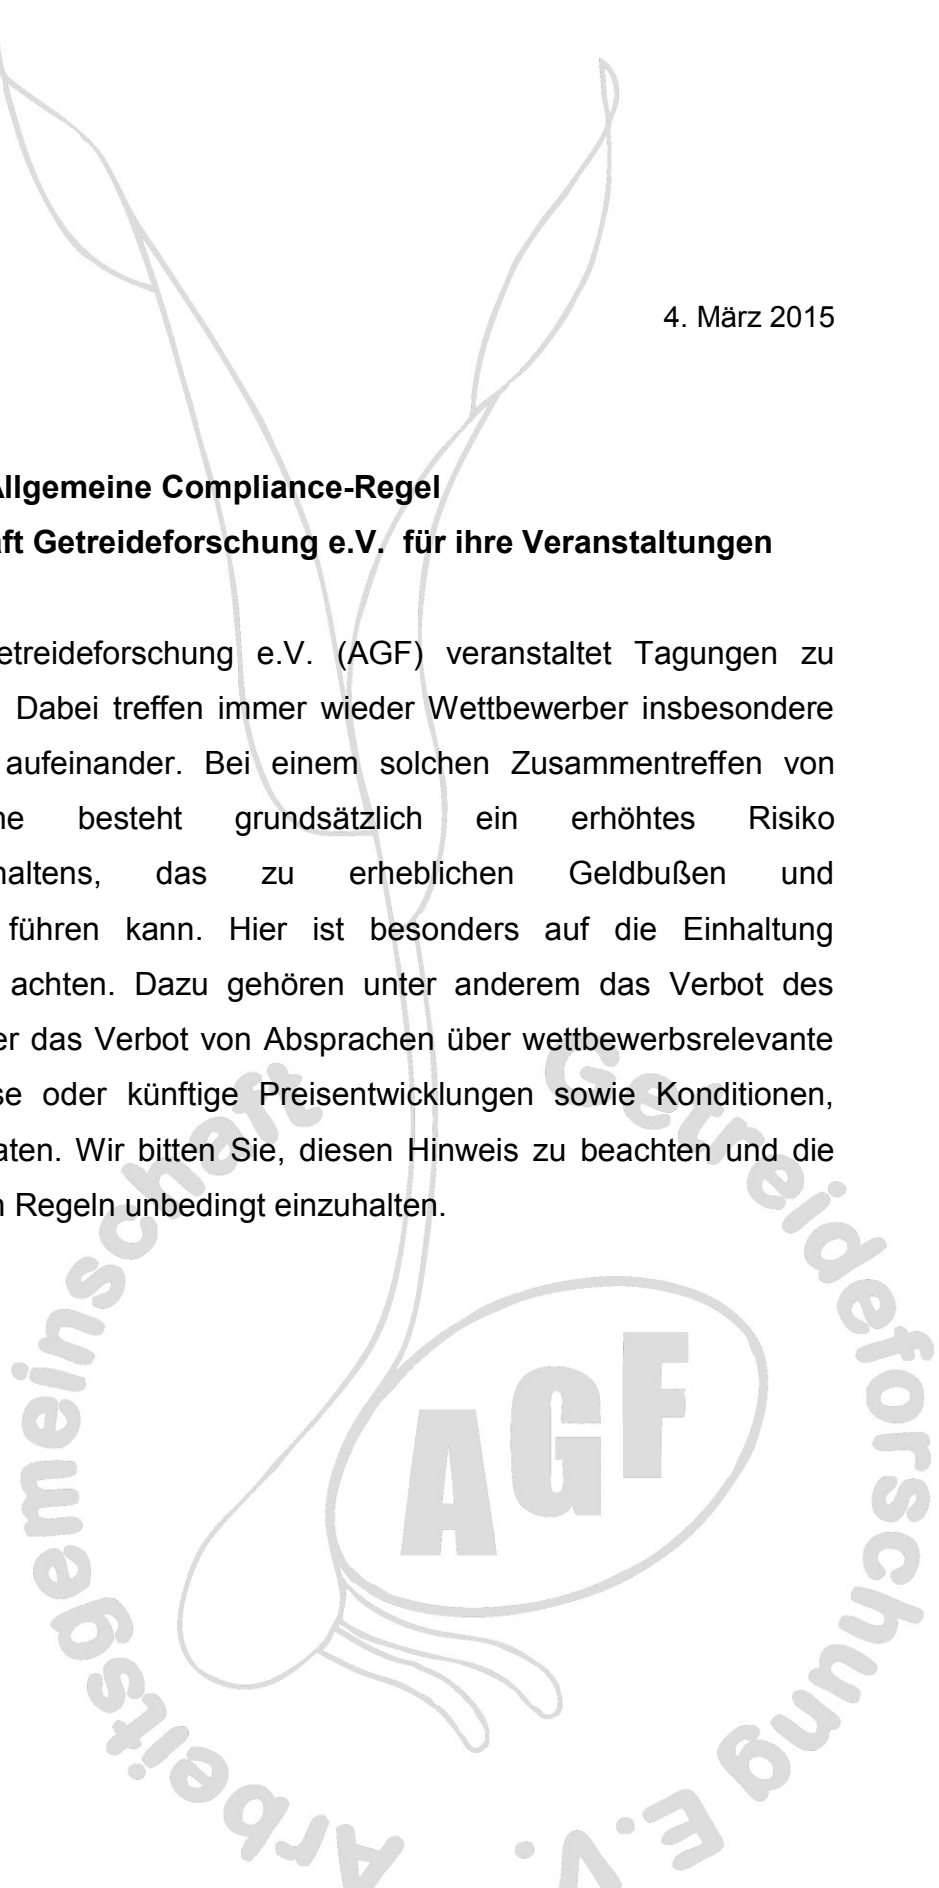 4. März 2015
Allgemeine Compliance-Regel
ft Getreideforschung e.V. für ihre Veranstaltungen
etreideforschung e.V. (AGF) veranstaltet Tagungen zu
Dabei treffen immer wieder Wettbewerber insbesondere
aufeinander. Bei einem solchen Zusammentreffen von
ne besteht grundsätzlich ein erhöhtes Risiko
haltens, das zu erheblichen Geldbußen und
führen kann. Hier ist besonders auf die Einhaltung
achten. Dazu gehören unter anderem das Verbot des
er das Verbot von Absprachen über wettbewerbsrelevante
se oder künftige Preisentwicklungen sowie Konditionen,
aten. Wir bitten Sie, diesen Hinweis zu beachten und die
n Regeln unbedingt einzuhalten.
Arbeitsgemeinschaft Getreideforschung E.V.
AGF